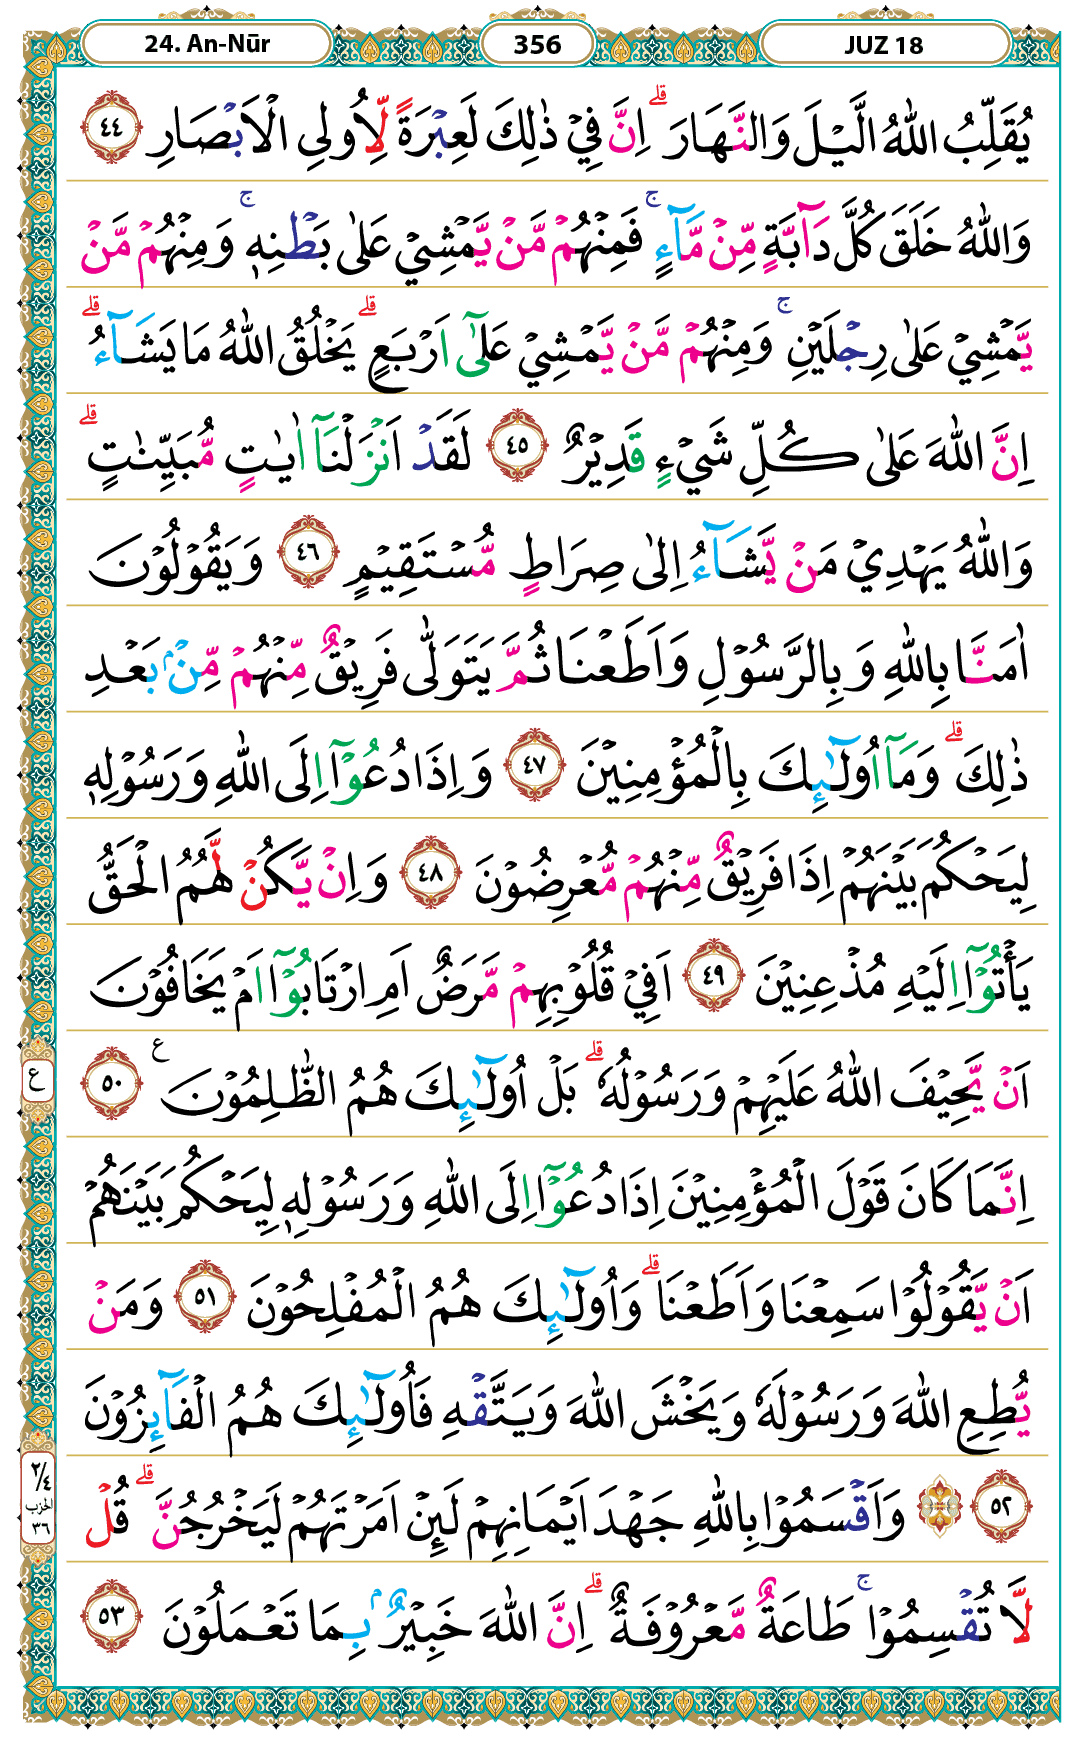 24. An-Nūr
356
JUZ 18
يُقَلِّبُ اللّٰهُ الَّيْلَ وَالنَّهَارَ ؕ اِنَّ فِيْ ذٰلِكَ لَعِبْرَةً لِّاُولِى الْاَبْصَارِ ٤٤
وَاللّٰهُ خَلَقَ كُلَّ دَآبَّةٍ مِّنْ مَّآءٍ ۚ فَمِنْهُمْ مَّنْ يَّمْشِيْ عَلٰى بَطْنِهٖ ۚ وَمِنْهُمْ مَّنْ
يَّمْشِيْ عَلٰى رِجْلَيْنِ ۚ وَمِنْهُمْ مَّنْ يَّمْشِيْ عَلٰٓى اَرْبَعٍ ۗ يَخْلُقُ اللّٰهُ مَا يَشَآءُ ۗ
اِنَّ اللّٰهَ عَلٰى كُلِّ شَيْءٍ قَدِيْرٌ ٤٥ لَقَدْ اَنْزَلْنَآ اٰيٰتٍ مُّبَيِّنٰتٍ ۗ
وَاللّٰهُ يَهْدِيْ مَنْ يَّشَآءُ اِلٰى صِرَاطٍ مُّسْتَقِيْمٍ ٤٦ وَيَقُوْلُوْنَ
اٰمَنَّا بِاللّٰهِ وَبِالرَّسُوْلِ وَاَطَعْنَا ثُمَّ يَتَوَلّٰى فَرِيْقٌ مِّنْهُمْ مِّنْۢ بَعْدِ
ذٰلِكَ ۗ وَمَآ اُولٰٓئِكَ بِالْمُؤْمِنِيْنَ ٤٧ وَاِذَا دُعُوْٓا اِلَى اللّٰهِ وَرَسُوْلِهٖ
لِيَحْكُمَ بَيْنَهُمْ اِذَا فَرِيْقٌ مِّنْهُمْ مُّعْرِضُوْنَ ٤٨ وَاِنْ يَّكُنْ لَّهُمُ الْحَقُّ
يَأْتُوْٓا اِلَيْهِ مُذْعِنِيْنَ ٤٩ اَفِيْ قُلُوْبِهِمْ مَّرَضٌ اَمِ ارْتَابُوْٓا اَمْ يَخَافُوْنَ
اَنْ يَّحِيْفَ اللّٰهُ عَلَيْهِمْ وَرَسُوْلُهٗ ۗ بَلْ اُولٰٓئِكَ هُمُ الظّٰلِمُوْنَ ع ٥٠
ع
اِنَّمَا كَانَ قَوْلَ الْمُؤْمِنِيْنَ اِذَا دُعُوْٓا اِلَى اللّٰهِ وَرَسُوْلِهٖ لِيَحْكُمَ بَيْنَهُمْ
اَنْ يَّقُوْلُوْا سَمِعْنَا وَاَطَعْنَا ۗ وَاُولٰٓئِكَ هُمُ الْمُفْلِحُوْنَ ٥١ وَمَنْ
يُّطِعِ اللّٰهَ وَرَسُوْلَهٗ وَيَخْشَ اللّٰهَ وَيَتَّقْهِ فَاُولٰٓئِكَ هُمُ الْفَآئِزُوْنَ
٥٢ ۞ وَاَقْسَمُوْا بِاللّٰهِ جَهْدَ اَيْمَانِهِمْ لَئِنْ اَمَرْتَهُمْ لَيَخْرُجُنَّ ۗ قُلْ
٢/٤
الحزب
٣٦
لَّا تُقْسِمُوْا ۚ طَاعَةٌ مَّعْرُوْفَةٌ ۗ اِنَّ اللّٰهَ خَبِيْرٌۢ بِمَا تَعْمَلُوْنَ ٥٣